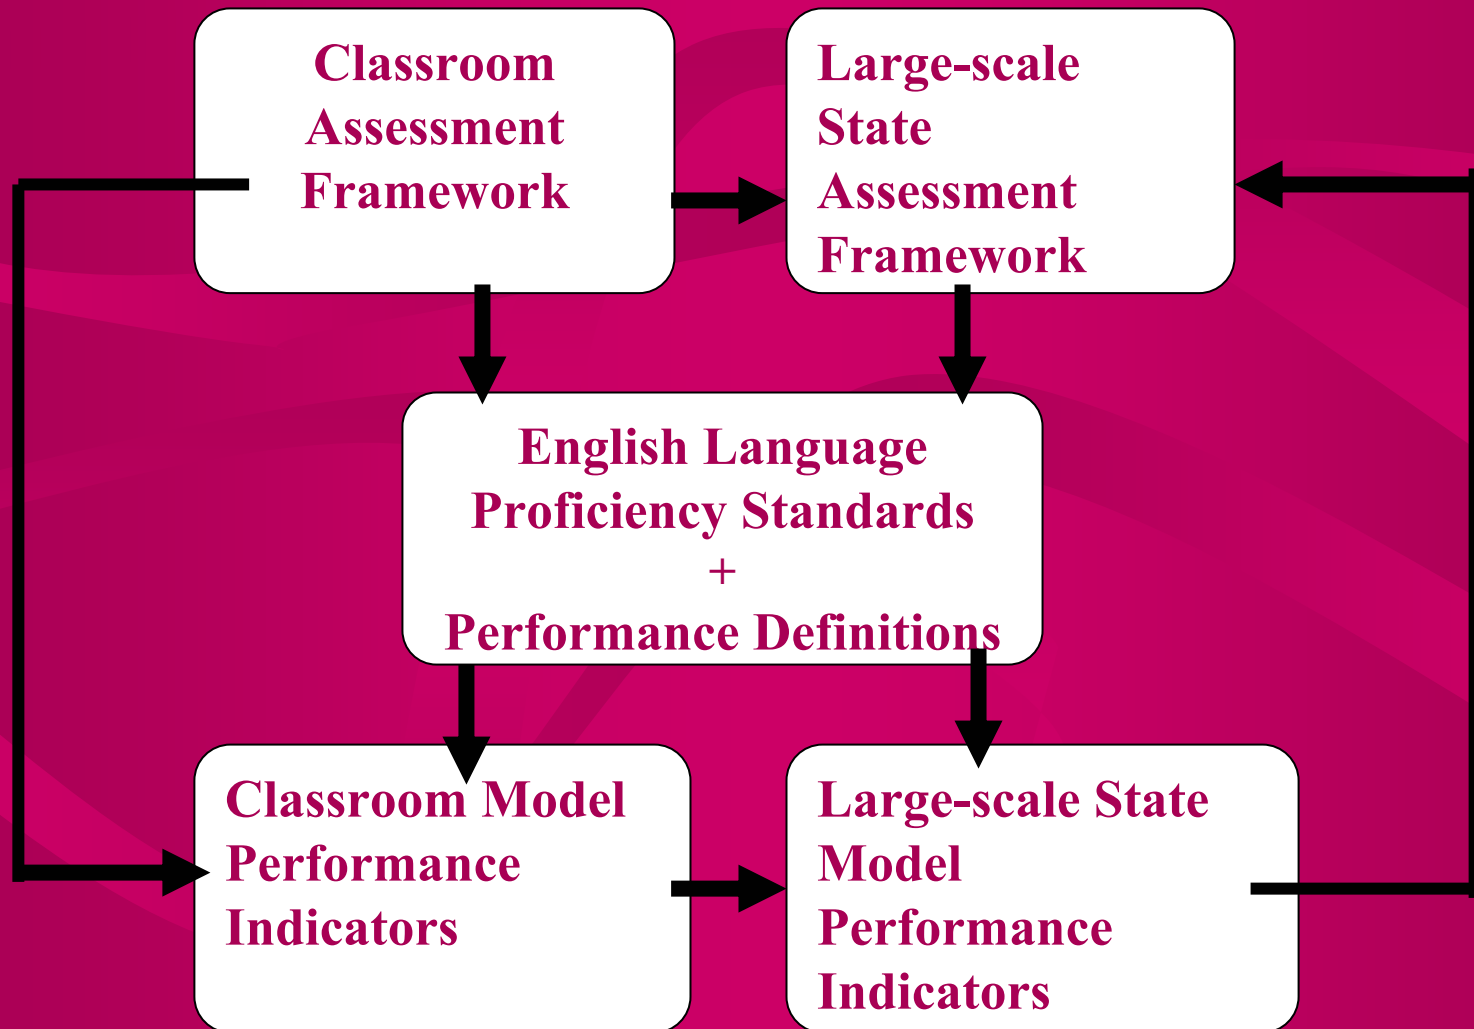 Classroom
Assessment
Framework
Large-scale
State
Assessment
Framework
English Language
Proficiency Standards
+
Performance Definitions
Classroom Model
Performance
Indicators
Large-scale State
Model
Performance
Indicators